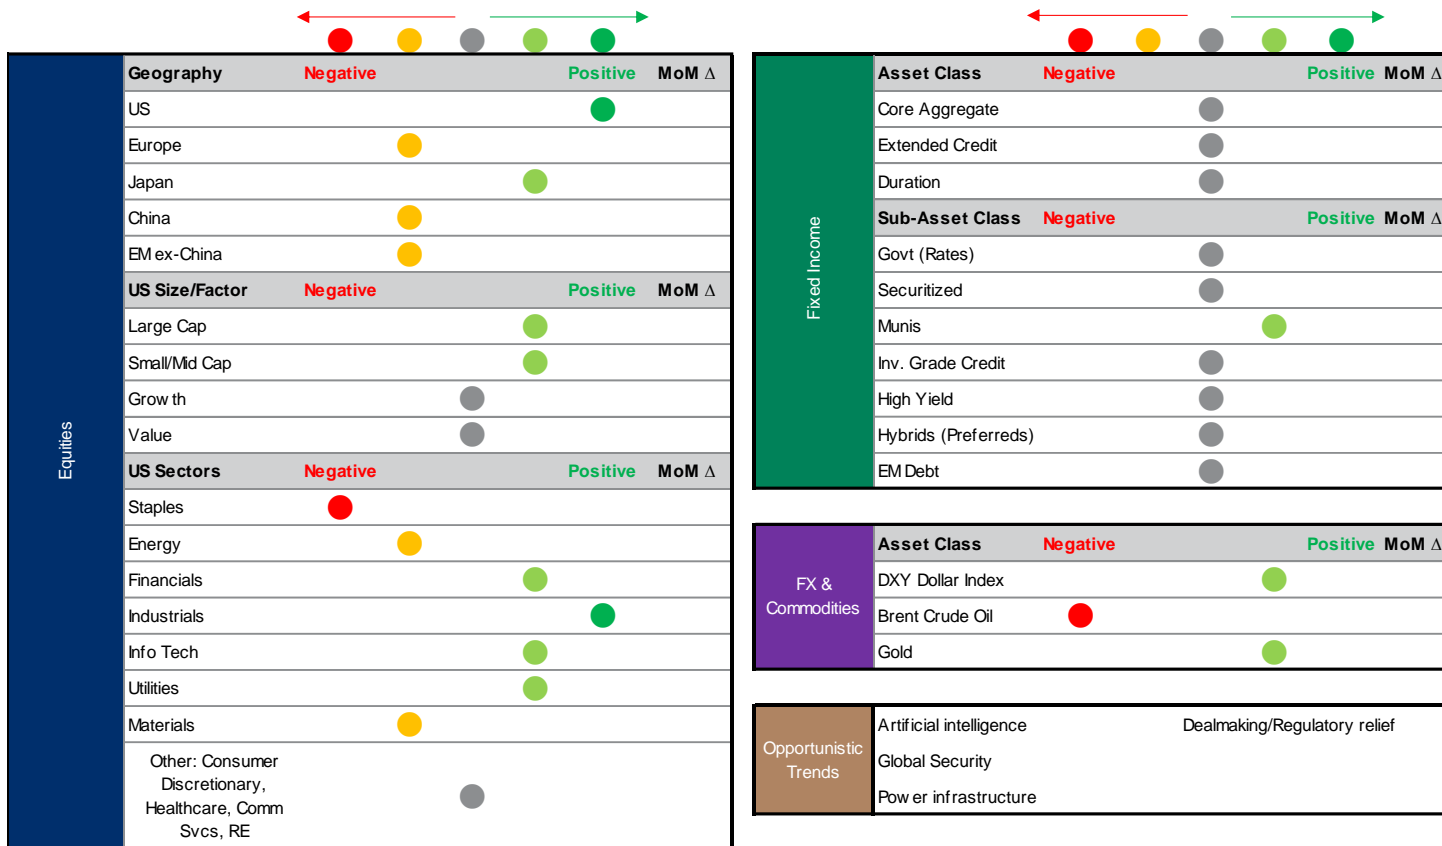 Equities
Geography Negative Positive MoM Δ
US
Europe
Japan
China
EM ex-China
US Size/Factor Negative Positive MoM Δ
Large Cap
Small/Mid Cap
Growth
Value
US Sectors Negative Positive MoM Δ
Staples
Energy
Financials
Industrials
Info Tech
Utilities
Materials
Other: Consumer
Discretionary,
Healthcare, Comm
Svcs, RE
Fixed Income
Asset Class Negative Positive MoM Δ
Core Aggregate
Extended Credit
Duration
Sub-Asset Class Negative Positive MoM Δ
Govt (Rates)
Securitized
Munis
Inv. Grade Credit
High Yield
Hybrids (Preferreds)
EM Debt
FX &
Commodities
Asset Class Negative Positive MoM Δ
DXY Dollar Index
Brent Crude Oil
Gold
Opportunistic
Trends
Artificial intelligence Dealmaking/Regulatory relief
Global Security
Power infrastructure